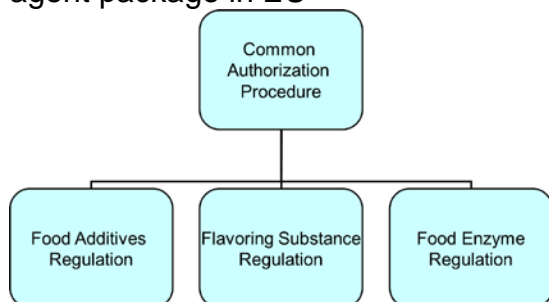 agent package in EU
Common
Authorization
Procedure
Food Additives
Regulation
Flavoring Substance
Regulation
Food Enzyme
Regulation